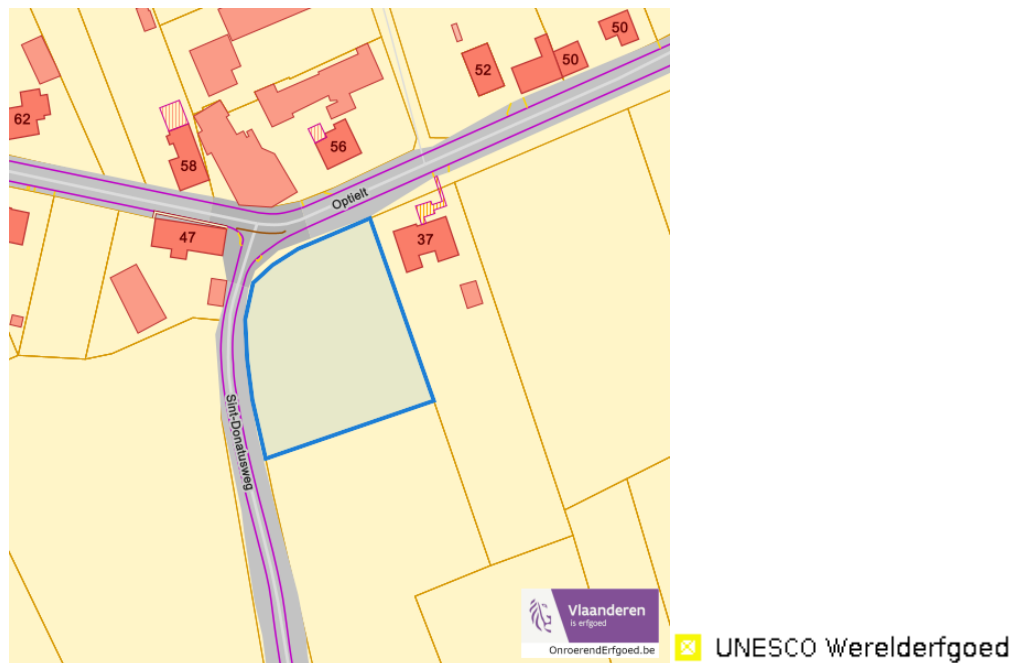 50
52
50
62
58
56
Optielt
47
37
Sint-Donatusweg
Vlaanderen
is erfgoed
OnroerendErfgoed.be
UNESCO Werelderfgoed